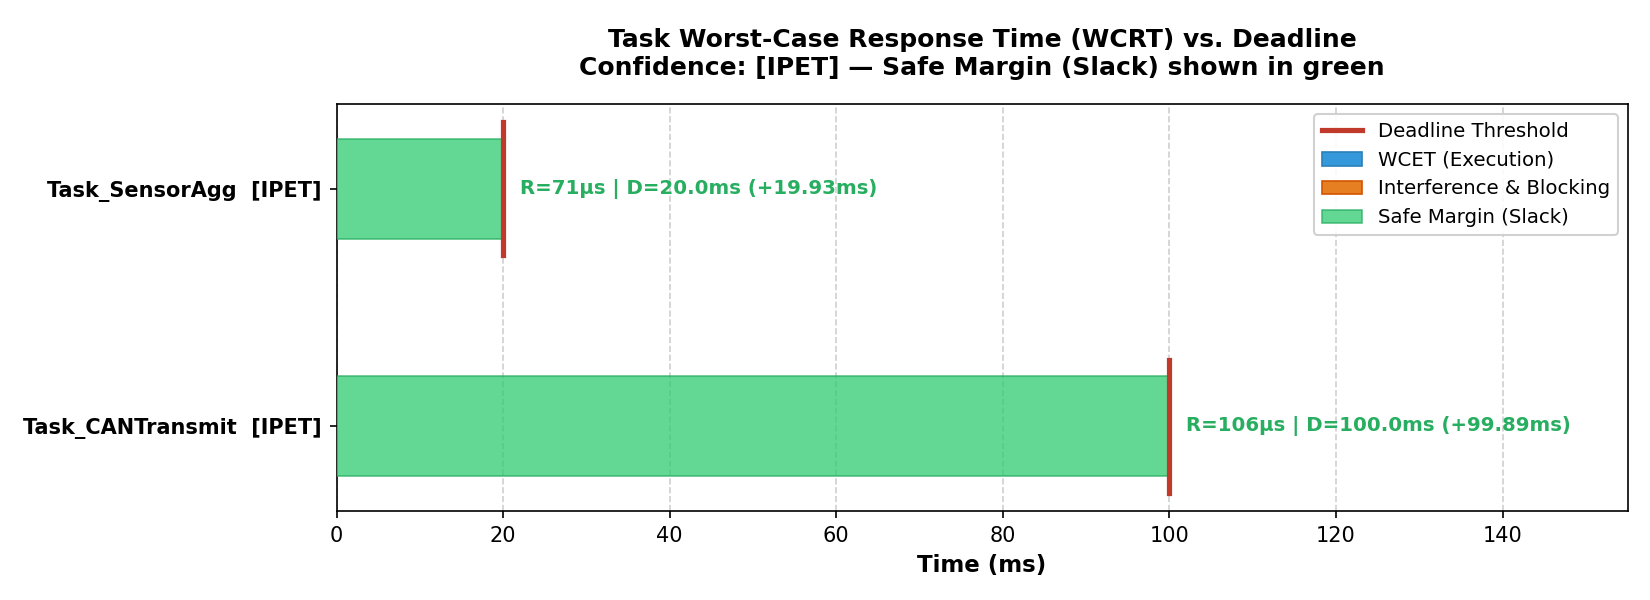 Task Worst-Case Response Time (WCRT) vs. Deadline
Confidence: [IPET] — Safe Margin (Slack) shown in green
Deadline Threshold
WCET (Execution)
Interference & Blocking
Safe Margin (Slack)
Task_SensorAgg [IPET]
R=71µs | D=20.0ms (+19.93ms)
Task_CANTransmit [IPET]
R=106µs | D=100.0ms (+99.89ms)
0 20 40 60 80 100 120 140
Time (ms)